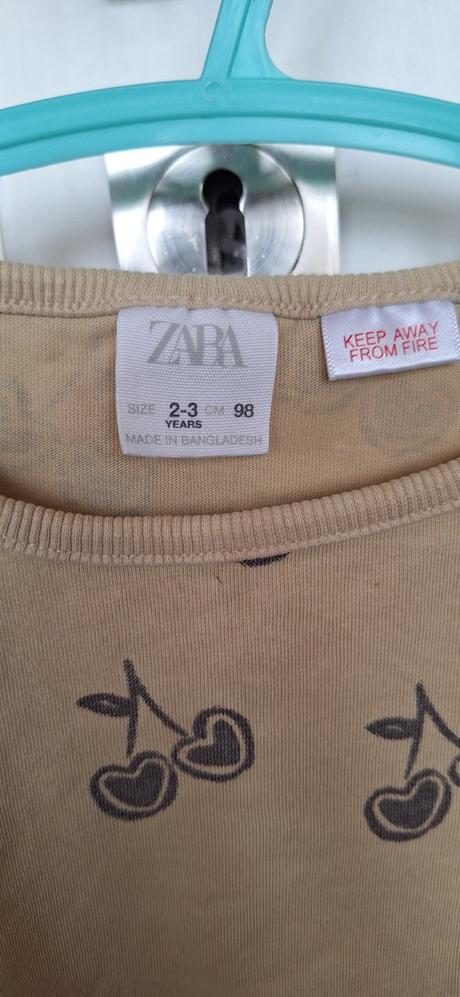 ZARA
SIZE 2-3 CM 98
YEARS
MADE IN BANGLADESH
KEEP AWAY
FROM FIRE